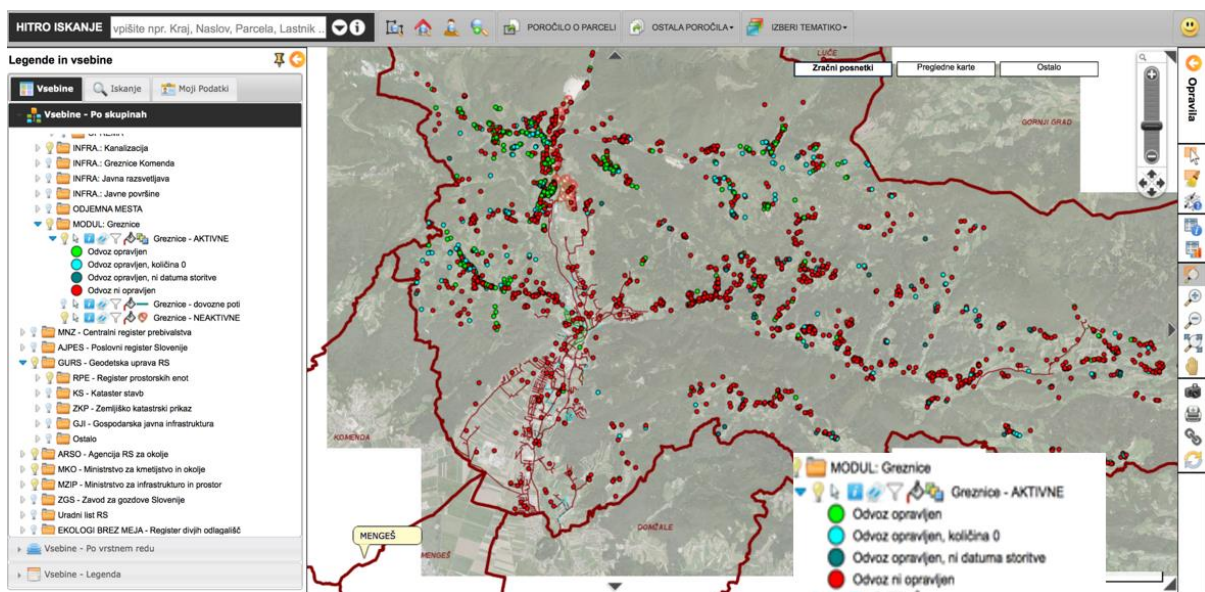 HITRO ISKANJE
vpišite npr. Kraj, Naslov, Parcela, Lastnik ..
POROČILO O PARCELI
OSTALA POROČILA
IZBERI TEMATIKO
Legende in vsebine
Vsebine
Iskanje
Moji Podatki
Vsebine - Po skupinah
INFRA.: Kanalizacija
INFRA.: Greznice Komenda
INFRA: Javna razsvetljava
INFRA.: Javne površine
ODJEMNA MESTA
MODUL: Greznice
Greznice - AKTIVNE
Odvoz opravljen
Odvoz opravljen, količina 0
Odvoz opravljen, ni datuma storitve
Odvoz ni opravljen
Greznice - dovozne poti
Greznice - NEAKTIVNE
MNZ - Centralni register prebivalstva
AJPES - Poslovni register Slovenije
GURS - Geodetska uprava RS
RPE - Register prostorskih enot
KS - Kataster stavb
ZKP - Zemljiško katastrski prikaz
GJI - Gospodarska javna infrastruktura
Ostalo
ARSO - Agencija RS za okolje
MKO - Ministrstvo za kmetijstvo in okolje
MZIP - Ministrstvo za infrastrukturo in prostor
ZGS - Zavod za gozdove Slovenije
Uradni list RS
EKOLOGI BREZ MEJA - Register divjih odlagališč
Vsebine - Po vrstnem redu
Vsebine - Legenda
LUČE
Zračni posnetki
Pregledne karte
Ostalo
GORNJI GRAD
KOMENDA
MENGEŠ
MENGEŠ
DOMŽALE
MODUL: Greznice
Greznice - AKTIVNE
Odvoz opravljen
Odvoz opravljen, količina 0
Odvoz opravljen, ni datuma storitve
Odvoz ni opravljen
Opravila